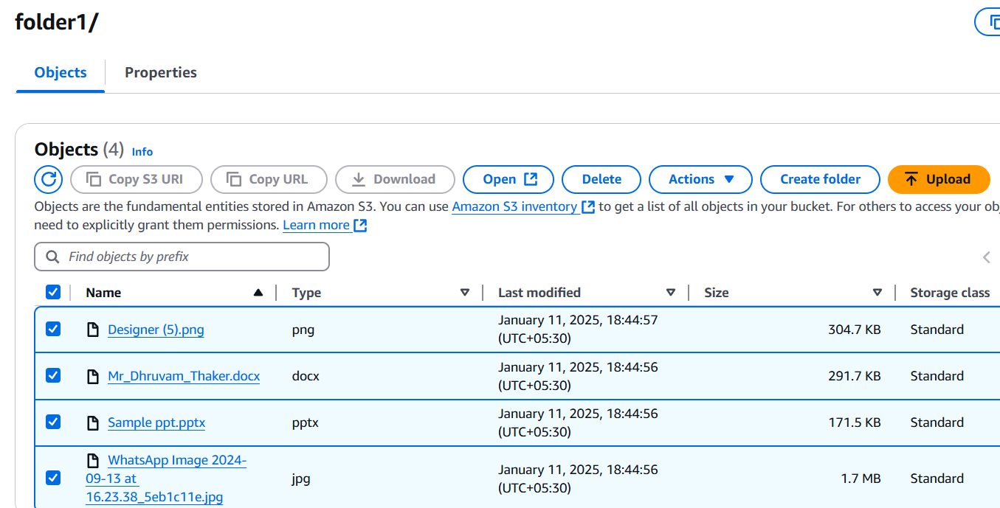 folder1/
Objects
Properties
Objects (4) Info
Copy S3 URI
Copy URL
Download
Open
Delete
Actions
Create folder
Upload
Objects are the fundamental entities stored in Amazon S3. You can use Amazon S3 inventory to get a list of all objects in your bucket. For others to access your
need to explicitly grant them permissions. Learn more
Find objects by prefix
Name Type Last modified Size Storage class
Designer (5).png png January 11, 2025, 18:44:57 (UTC+05:30) 304.7 KB Standard
Mr_Dhruvam_Thaker.docx docx January 11, 2025, 18:44:56 (UTC+05:30) 291.7 KB Standard
Sample ppt.pptx pptx January 11, 2025, 18:44:56 (UTC+05:30) 171.5 KB Standard
WhatsApp Image 2024-09-13 at 16.23.38_5eb1c11e.jpg jpg January 11, 2025, 18:44:56 (UTC+05:30) 1.7 MB Standard